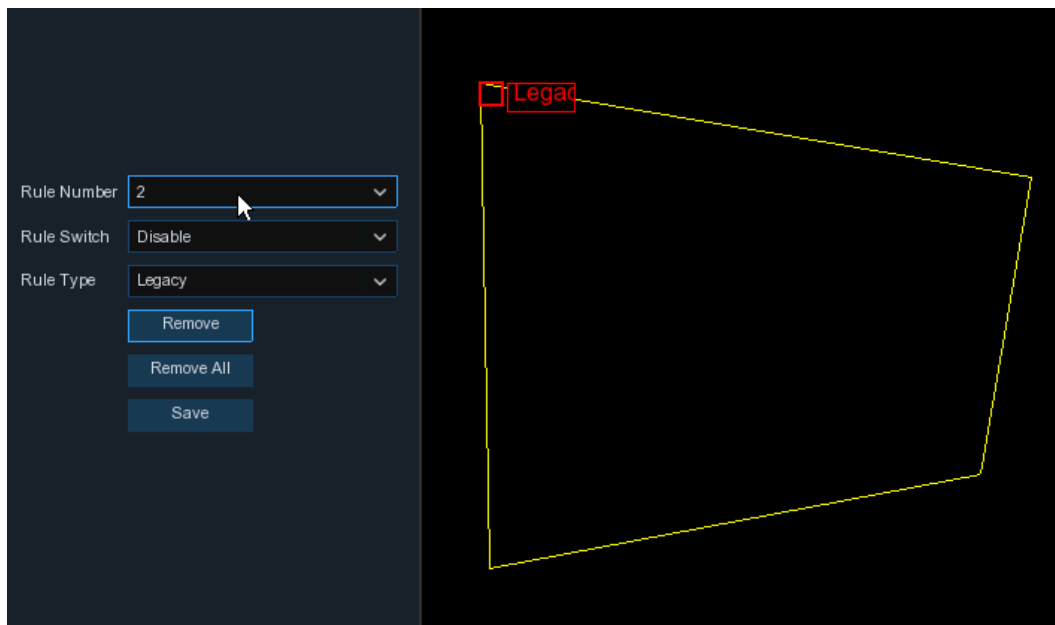 Legac
Rule Number 2
Rule Switch Disable
Rule Type Legacy
Remove
Remove All
Save